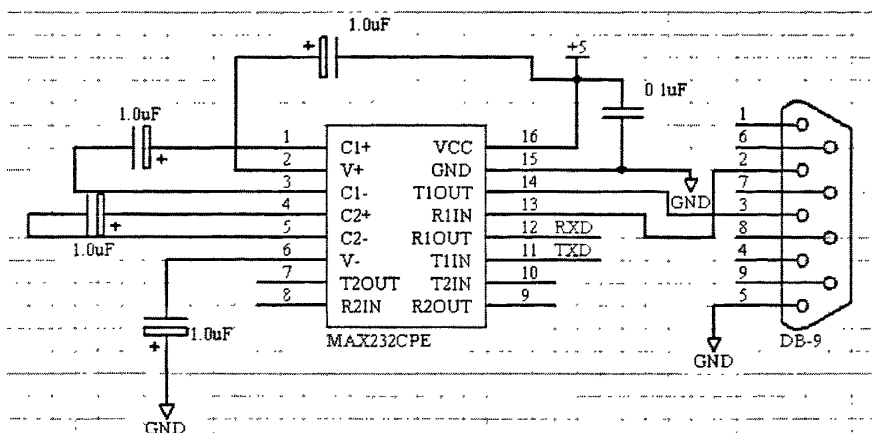 1.0uF
+
+5
0 1uF
1.0uF
+
1 C1+ VCC 16
2 V+ GND 15
3 C1- T1OUT 14
4 C2+ R1IN 13
5 C2- R1OUT 12 RXD
6 V- T1IN 11 TXD
7 T2OUT T2IN 10
8 R2IN R2OUT 9
MAX232CPE
+
1.0uF
+
1.0uF
GND
GND
1
6
2
7
3
8
4
9
5
DB-9
GND